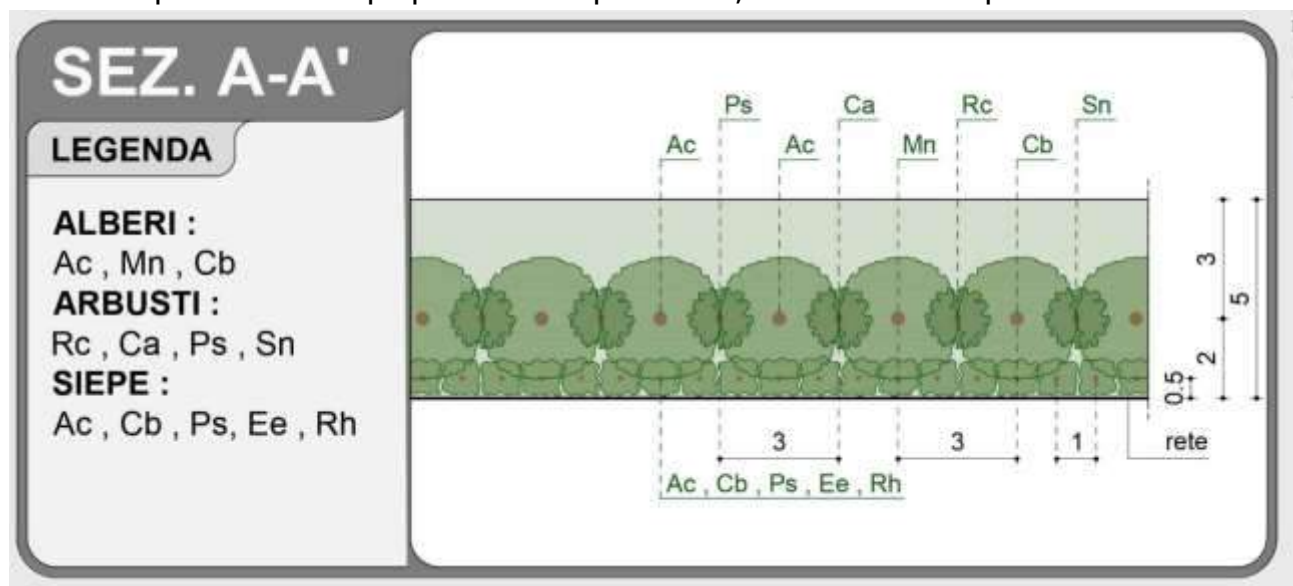 SEZ. A-A'
LEGENDA
ALBERI :
Ac , Mn , Cb
ARBUSTI :
Rc , Ca , Ps , Sn
SIEPE :
Ac , Cb , Ps, Ee , Rh
Ps Ca Rc Sn
Ac Ac Mn Cb
3
5
2
0.5
3 3 1 rete
Ac , Cb , Ps , Ee , Rh